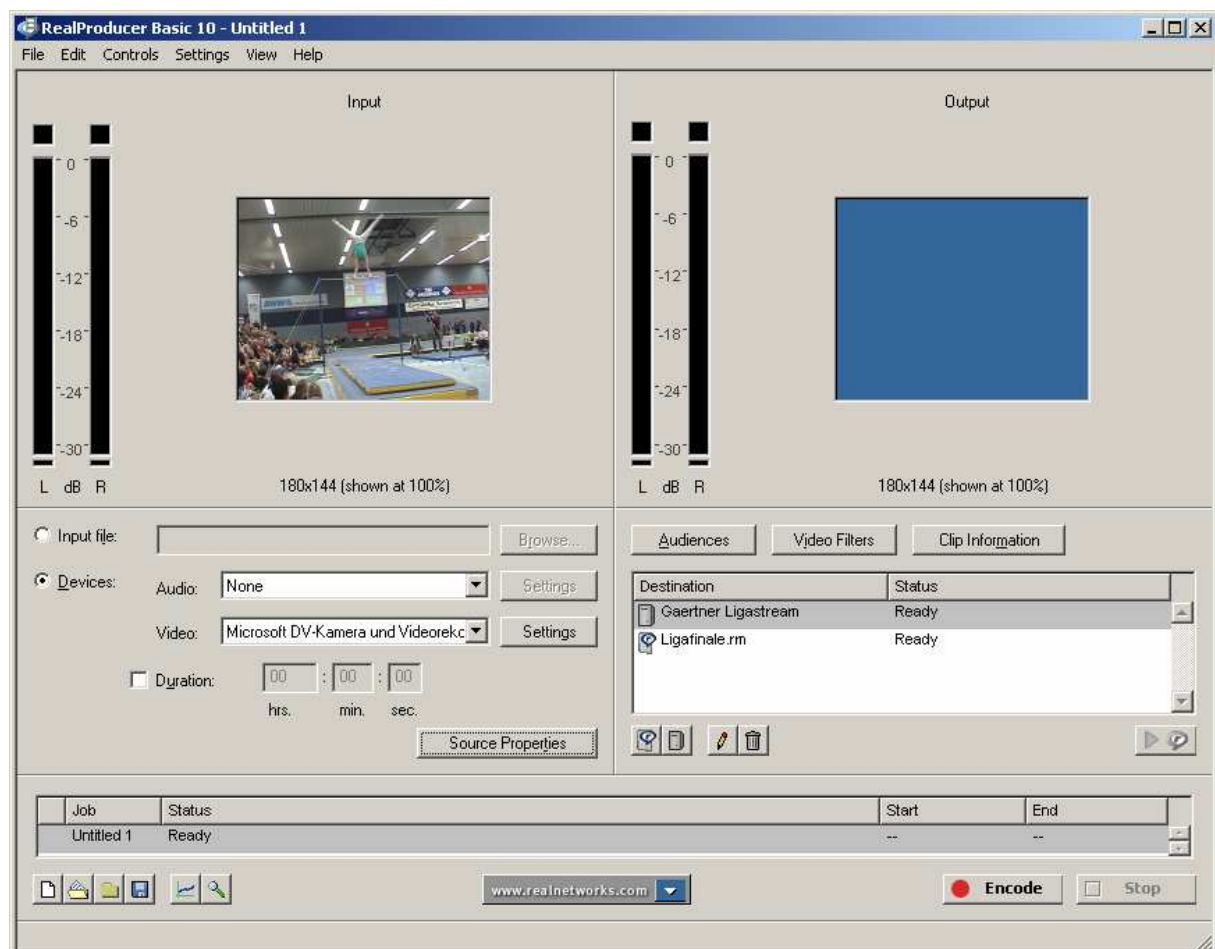 RealProducer Basic 10 - Untitled 1
File Edit Controls Settings View Help
Input
Output
0
-6
-12
-18
-24
-30
L dB R
180x144 (shown at 100%)
0
-6
-12
-18
-24
-30
L dB R
180x144 (shown at 100%)
Input file:
Browse...
Devices:
Audio:
None
Settings
Video:
Microsoft DV-Kamera und Videorekc
Settings
Duration:
00 : 00 : 00
hrs. min. sec.
Source Properties
Audiences
Video Filters
Clip Information
Destination Status
Gaertner Ligastream Ready
Ligafinale.rm Ready
Job Status Start End
Untitled 1 Ready -- --
www.realnetworks.com
Encode
Stop